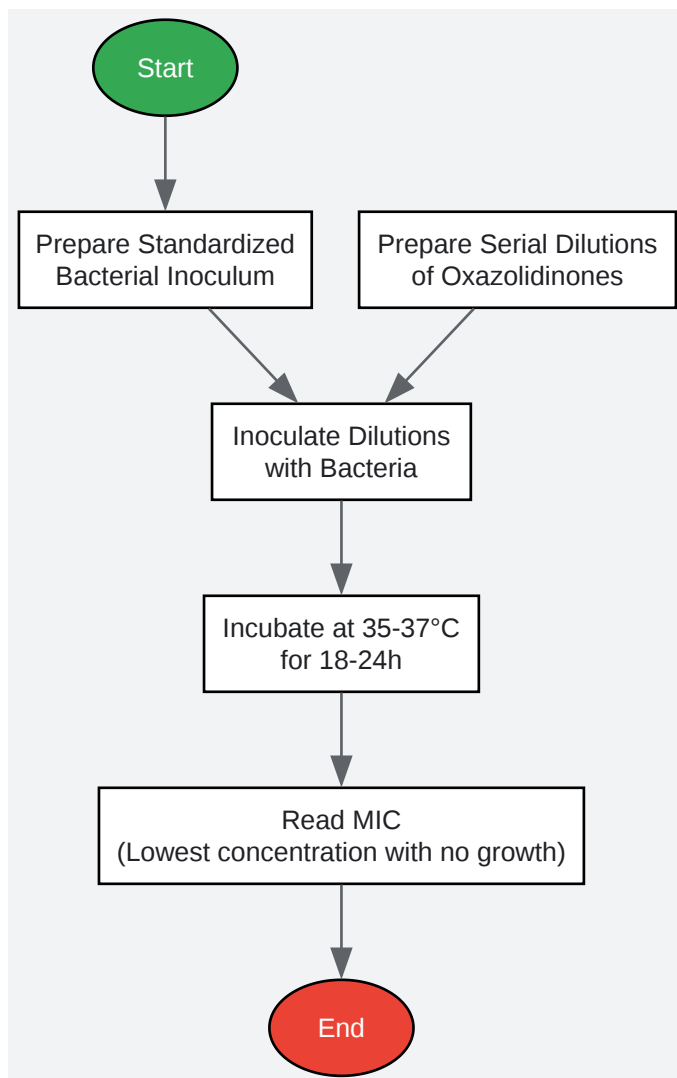 Start
Prepare Standardized
Bacterial Inoculum
Prepare Serial Dilutions
of Oxazolidinones
Inoculate Dilutions
with Bacteria
Incubate at 35-37°C
for 18-24h
Read MIC
(Lowest concentration with no growth)
End